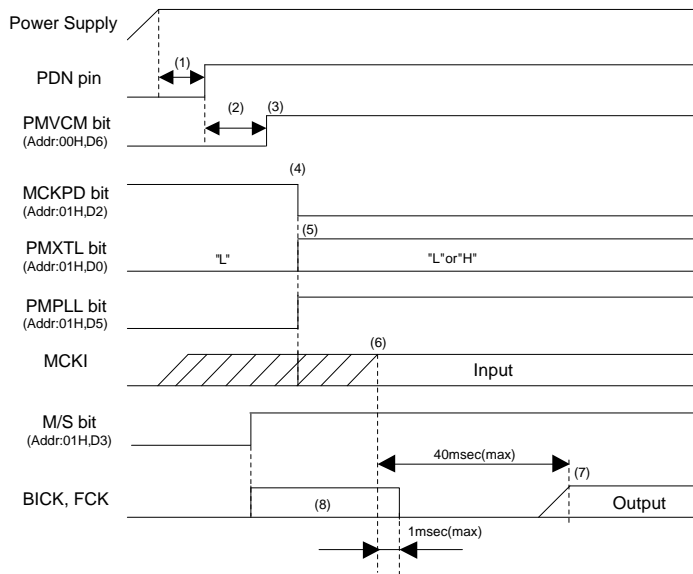 Power Supply
(1)
PDN pin
(2)
(3)
PMVCM bit
(Addr:00H,D6)
(4)
MCKPD bit
(Addr:01H,D2)
(5)
PMXTL bit
(Addr:01H,D0)
"L"
"L"or"H"
PMPLL bit
(Addr:01H,D5)
(6)
MCKI
Input
M/S bit
(Addr:01H,D3)
40msec(max)
(7)
BICK, FCK
(8)
Output
1msec(max)